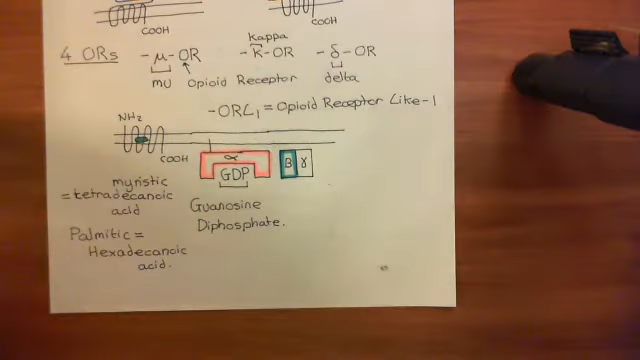 COOH
COOH
4 ORs
-μ-OR
mu Opioid Receptor
Kappa
-K-OR
-δ-OR
delta
-ORL1 = Opioid Receptor Like-1
NH2
COOH
α
GDP
β γ
myristic
=tetradecanoic
acid
Guanosine
Diphosphate.
Palmitic =
Hexadecanoic
acid.